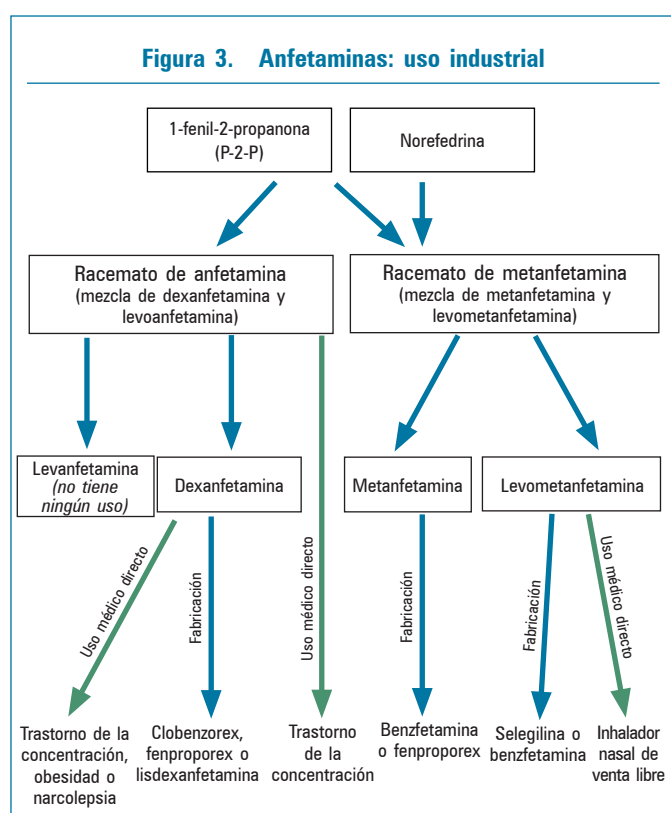 Figura 3. Anfetaminas: uso industrial
1-fenil-2-propanona
(P-2-P)
Norefedrina
Racemato de anfetamina
(mezcla de dexanfetamina y
levoanfetamina)
Racemato de metanfetamina
(mezcla de metanfetamina y
levometanfetamina)
Levanfetamina
(no tiene
ningún uso)
Dexanfetamina
Metanfetamina
Levometanfetamina
Uso médico directo
Fabricación
Uso médico directo
Fabricación
Fabricación
Uso médico directo
Trastorno de la
concentración,
obesidad o
narcolepsia
Clobenzorex,
fenproporex o
lisdexanfetamina
Trastorno
de la
concentración
Benzfetamina
o fenproporex
Selegilina o
benzfetamina
Inhalador
nasal de
venta libre